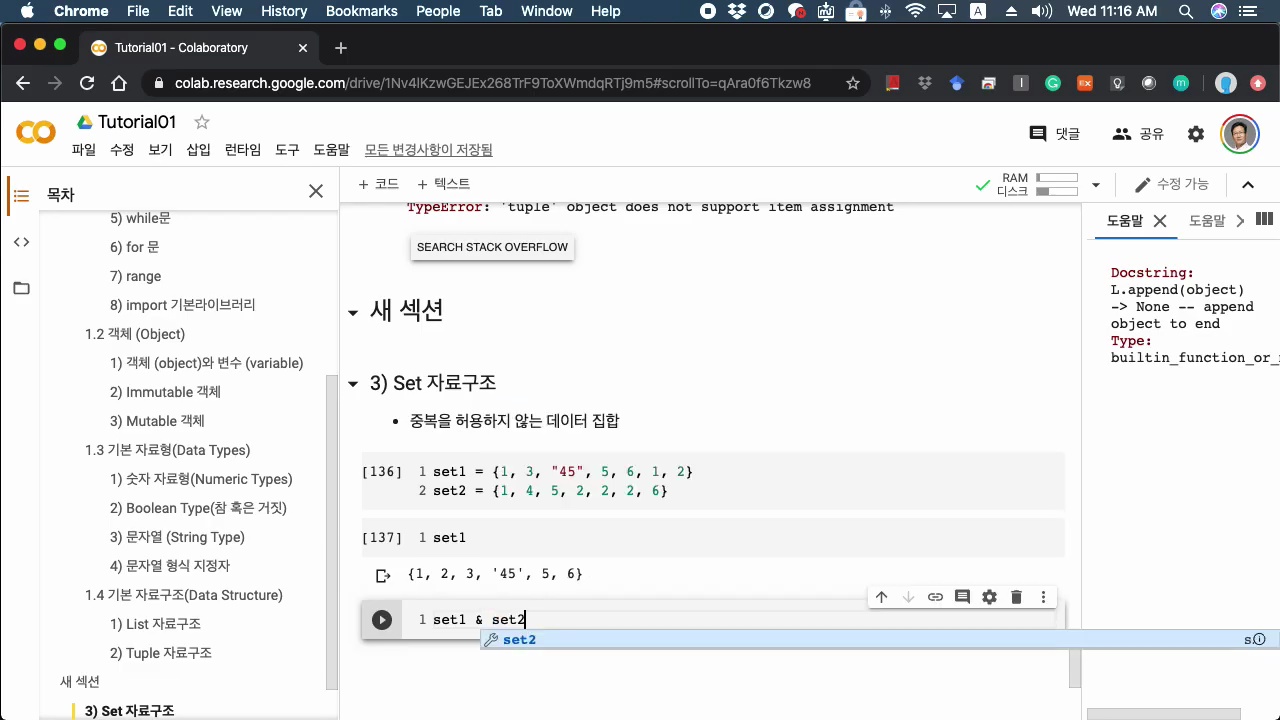 Chrome File Edit View History Bookmarks People Tab Window Help A Wed 11:16 AM
Tutorial01 - Colaboratory
colab.research.google.com/drive/1Nv4lKzwGEJEx268TrF9ToXWmdqRTj9m5#scrollTo=qAra0f6Tkzw8
Tutorial01
댓글 공유
파일 수정 보기 삽입 런타임 도구 도움말 모든 변경사항이 저장됨
목차
+ 코드 + 텍스트
RAM
디스크
수정 가능
5) while문
6) for 문
7) range
8) import 기본라이브러리
1.2 객체 (Object)
1) 객체 (object)와 변수 (variable)
2) Immutable 객체
3) Mutable 객체
1.3 기본 자료형(Data Types)
1) 숫자 자료형(Numeric Types)
2) Boolean Type(참 혹은 거짓)
3) 문자열 (String Type)
4) 문자열 형식 지정자
1.4 기본 자료구조(Data Structure)
1) List 자료구조
2) Tuple 자료구조
새 섹션
3) Set 자료구조
TypeError: 'tuple' object does not support item assignment
SEARCH STACK OVERFLOW
새 섹션
3) Set 자료구조
• 중복을 허용하지 않는 데이터 집합
[136] 1 set1 = {1, 3, "45", 5, 6, 1, 2}
2 set2 = {1, 4, 5, 2, 2, 2, 6}
[137] 1 set1
{1, 2, 3, '45', 5, 6}
1 set1 & set2
set2
도움말 도움말
Docstring:
L.append(object)
-> None -- append
object to end
Type:
builtin_function_or_